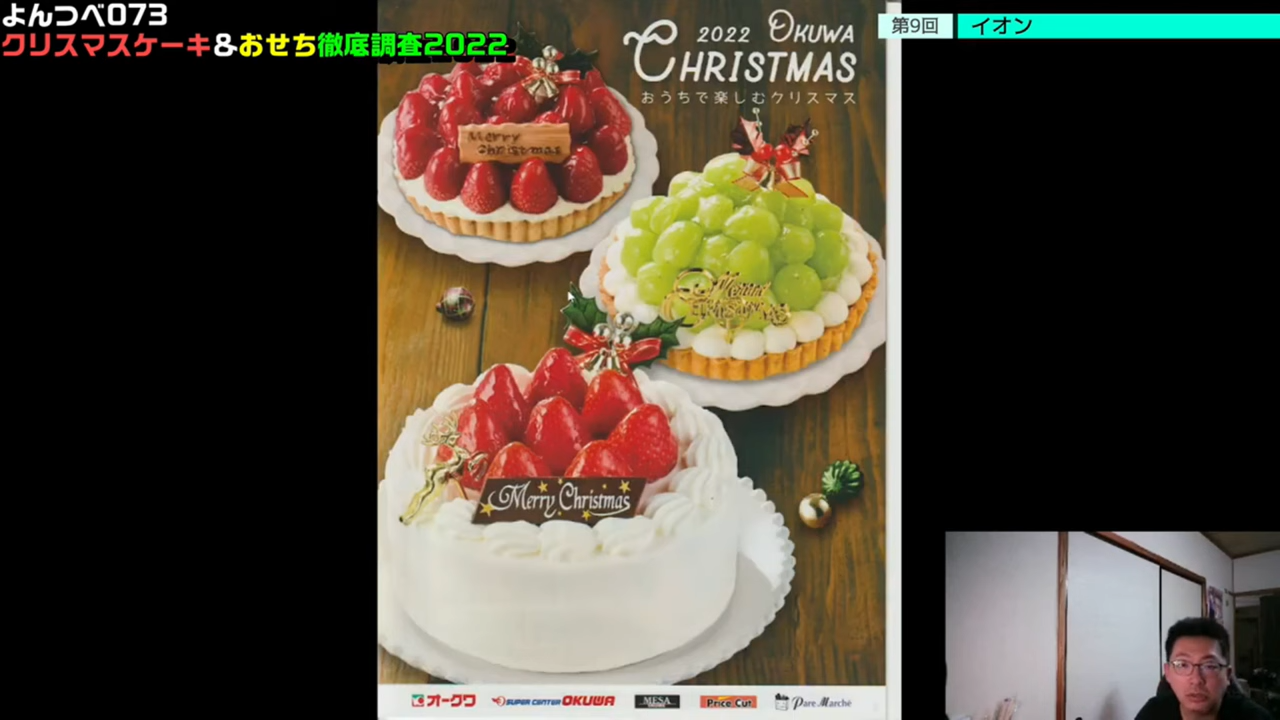 よんつべ073
クリスマスケーキ&おせち徹底調査2022
第9回 イオン
2022 OKUWA
CHRISTMAS
おうちで楽しむクリスマス
Merry
Christmas
Merry Christmas
オークワ SUPER CENTER OKUWA MESA Price Cut Pare Marché